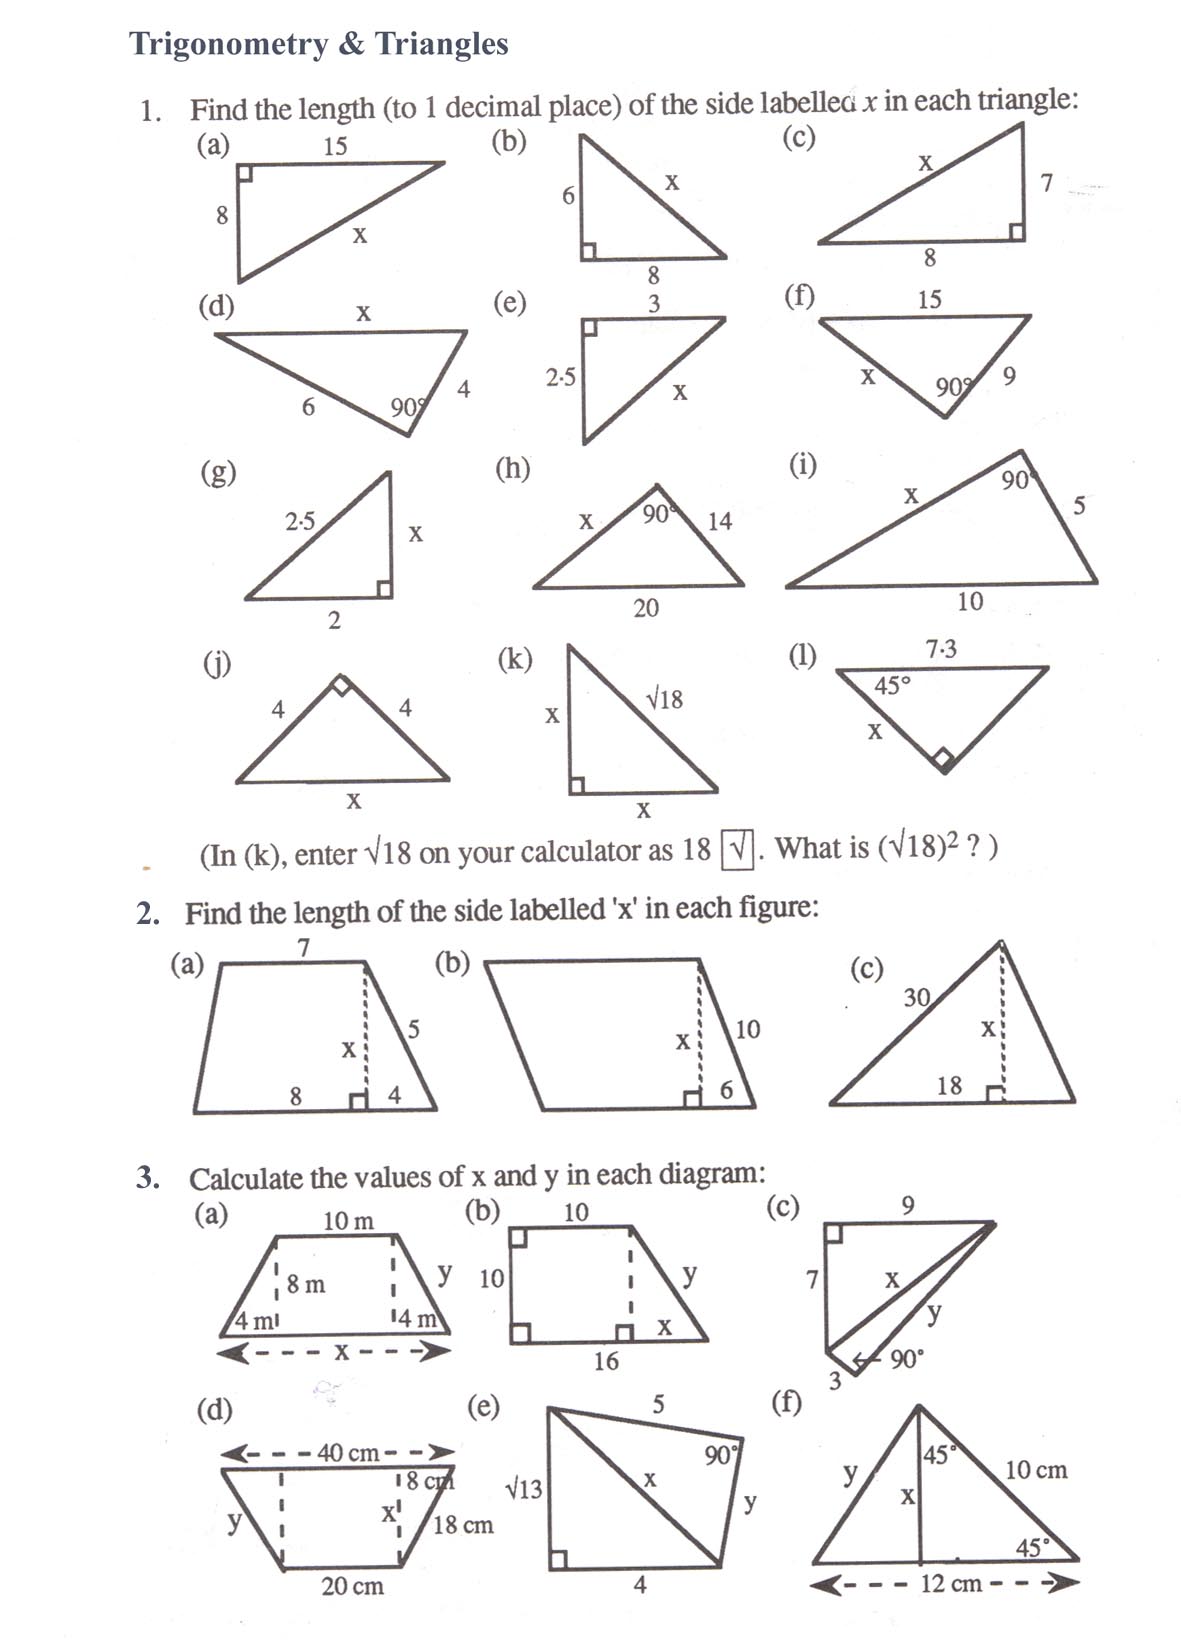 Trigonometry & Triangles
1. Find the length (to 1 decimal place) of the side labelled x in each triangle:
(a) 15 8 x
(b) 6 x 8
(c) x 7 8
(d) x 6 90° 4
(e) 3 2·5 x
(f) 15 x 90° 9
(g) 2·5 x 2
(h) x 90° 14 20
(i) x 90° 5 10
(j) 4 4 x
(k) x √18 x
(l) 7·3 45° x
(In (k), enter √18 on your calculator as 18 √. What is (√18)² ? )
2. Find the length of the side labelled 'x' in each figure:
(a) 7 x 5 8 4
(b) x 10 6
(c) 30 x 18
3. Calculate the values of x and y in each diagram:
(a) 10 m 8 m y 4 m 4 m x
(b) 10 10 y x 16
(c) 9 7 x y 90° 3
(d) 40 cm 8 cm y x 18 cm 20 cm
(e) 5 90° √13 x y 4
(f) 45° y x 10 cm 45° 12 cm